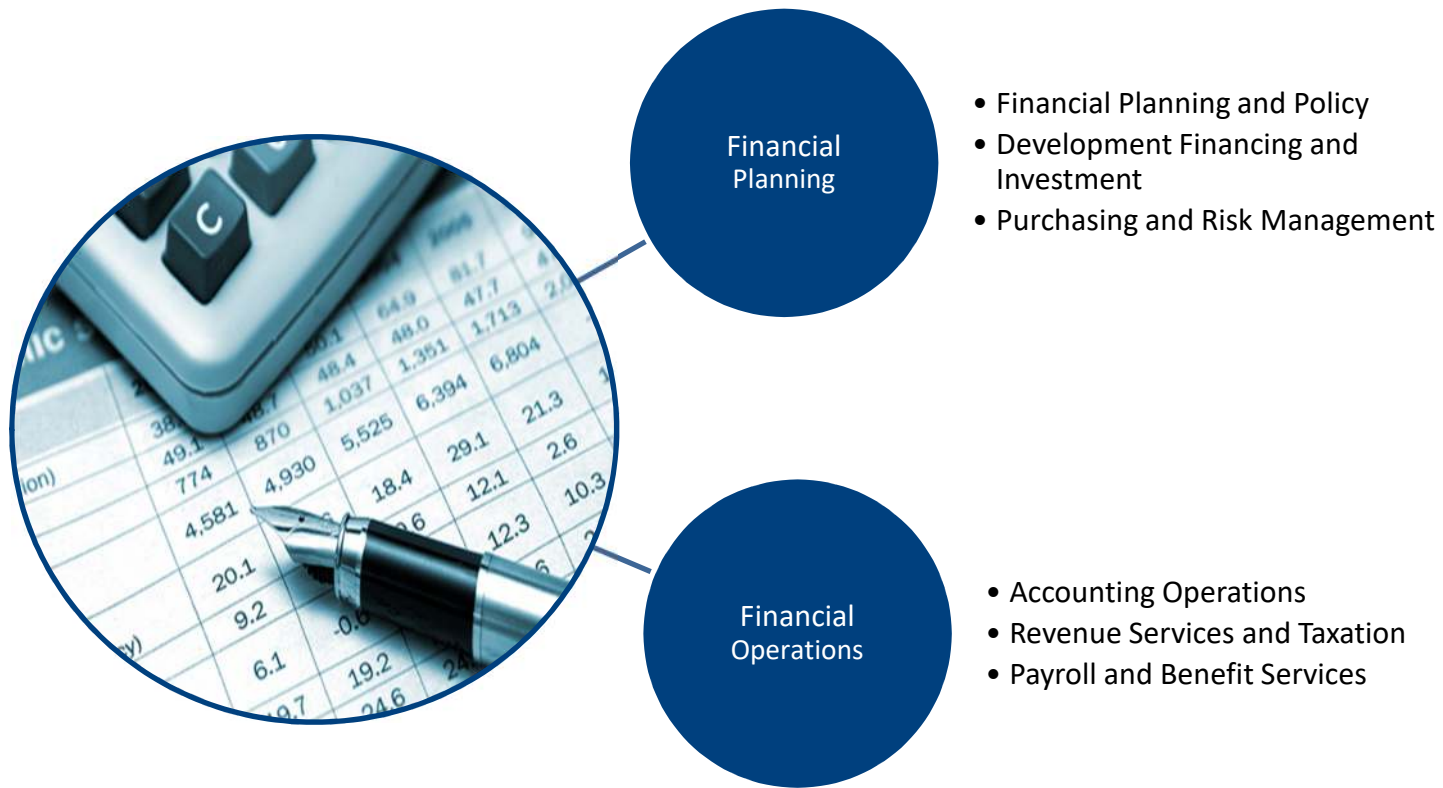 Financial
Planning
• Financial Planning and Policy
• Development Financing and
Investment
• Purchasing and Risk Management
Financial
Operations
• Accounting Operations
• Revenue Services and Taxation
• Payroll and Benefit Services
C
2009
64.9 81.7
48.4 48.0 47.7
49.1 870 1,037 1,351 1,713
774 4,930 5,525 6,394 6,804
4,581 18.4 29.1 21.3
20.1 12.1 2.6
9.2 12.3 10.3
6.1 19.2
24.6
ion)